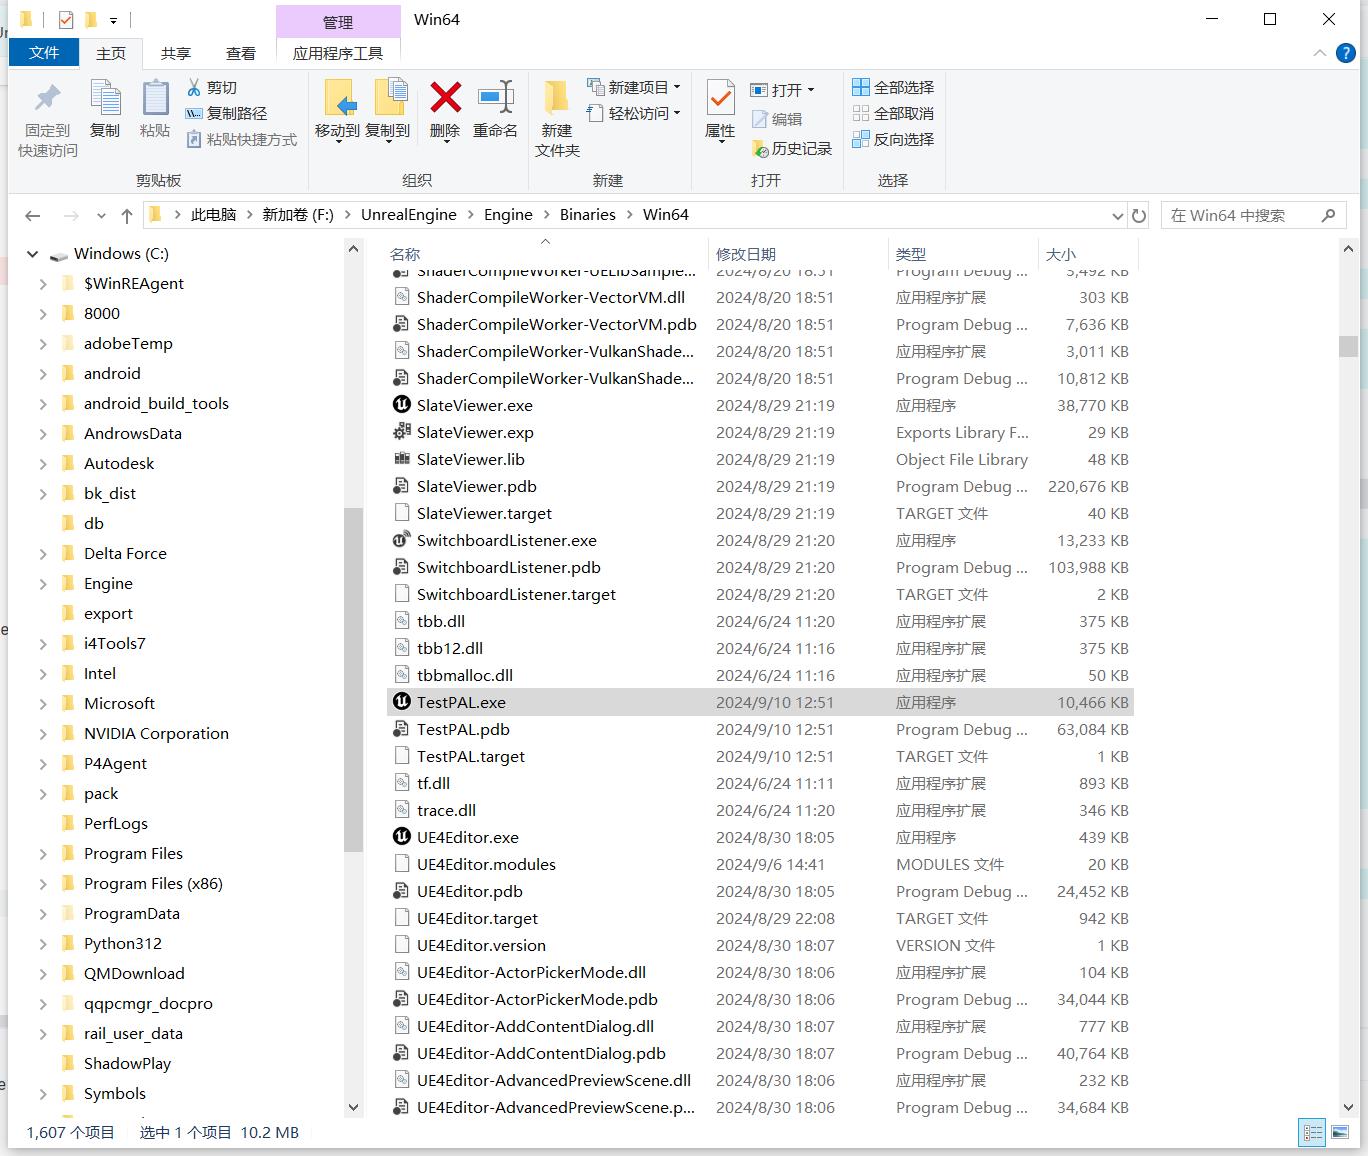 管理
Win64
文件
主页
共享
查看
应用程序工具
固定到
快速访问
复制
粘贴
剪切
复制路径
粘贴快捷方式
剪贴板
移动到
复制到
删除
重命名
组织
新建
文件夹
新建项目
轻松访问
新建
属性
打开
编辑
历史记录
打开
全部选择
全部取消
反向选择
选择
此电脑 > 新加卷 (F:) > UnrealEngine > Engine > Binaries > Win64
在 Win64 中搜索
Windows (C:)
$WinREAgent
8000
adobeTemp
android
android_build_tools
AndrowsData
Autodesk
bk_dist
db
Delta Force
Engine
export
i4Tools7
Intel
Microsoft
NVIDIA Corporation
P4Agent
pack
PerfLogs
Program Files
Program Files (x86)
ProgramData
Python312
QMDownload
qqpcmgr_docpro
rail_user_data
ShadowPlay
Symbols
名称 修改日期 类型 大小
ShaderCompileWorker-UELibSample... 2024/8/20 18:51 Program Debug ... 5,492 KB
ShaderCompileWorker-VectorVM.dll 2024/8/20 18:51 应用程序扩展 303 KB
ShaderCompileWorker-VectorVM.pdb 2024/8/20 18:51 Program Debug ... 7,636 KB
ShaderCompileWorker-VulkanShade... 2024/8/20 18:51 应用程序扩展 3,011 KB
ShaderCompileWorker-VulkanShade... 2024/8/20 18:51 Program Debug ... 10,812 KB
SlateViewer.exe 2024/8/29 21:19 应用程序 38,770 KB
SlateViewer.exp 2024/8/29 21:19 Exports Library F... 29 KB
SlateViewer.lib 2024/8/29 21:19 Object File Library 48 KB
SlateViewer.pdb 2024/8/29 21:19 Program Debug ... 220,676 KB
SlateViewer.target 2024/8/29 21:19 TARGET 文件 40 KB
SwitchboardListener.exe 2024/8/29 21:20 应用程序 13,233 KB
SwitchboardListener.pdb 2024/8/29 21:20 Program Debug ... 103,988 KB
SwitchboardListener.target 2024/8/29 21:20 TARGET 文件 2 KB
tbb.dll 2024/6/24 11:20 应用程序扩展 375 KB
tbb12.dll 2024/6/24 11:16 应用程序扩展 375 KB
tbbmalloc.dll 2024/6/24 11:16 应用程序扩展 50 KB
TestPAL.exe 2024/9/10 12:51 应用程序 10,466 KB
TestPAL.pdb 2024/9/10 12:51 Program Debug ... 63,084 KB
TestPAL.target 2024/9/10 12:51 TARGET 文件 1 KB
tf.dll 2024/6/24 11:11 应用程序扩展 893 KB
trace.dll 2024/6/24 11:20 应用程序扩展 346 KB
UE4Editor.exe 2024/8/30 18:05 应用程序 439 KB
UE4Editor.modules 2024/9/6 14:41 MODULES 文件 20 KB
UE4Editor.pdb 2024/8/30 18:05 Program Debug ... 24,452 KB
UE4Editor.target 2024/8/29 22:08 TARGET 文件 942 KB
UE4Editor.version 2024/8/30 18:07 VERSION 文件 1 KB
UE4Editor-ActorPickerMode.dll 2024/8/30 18:06 应用程序扩展 104 KB
UE4Editor-ActorPickerMode.pdb 2024/8/30 18:06 Program Debug ... 34,044 KB
UE4Editor-AddContentDialog.dll 2024/8/30 18:07 应用程序扩展 777 KB
UE4Editor-AddContentDialog.pdb 2024/8/30 18:07 Program Debug ... 40,764 KB
UE4Editor-AdvancedPreviewScene.dll 2024/8/30 18:06 应用程序扩展 232 KB
UE4Editor-AdvancedPreviewScene.p... 2024/8/30 18:06 Program Debug ... 34,684 KB
1,607 个项目 选中 1 个项目 10.2 MB